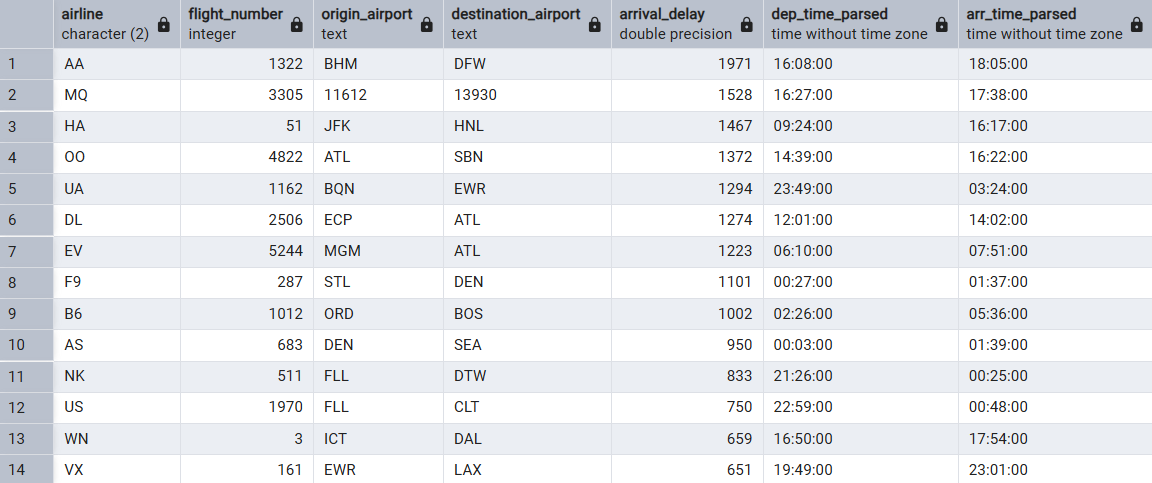 airline flight_number origin_airport destination_airport arrival_delay dep_time_parsed arr_time_parsed
character (2) integer text text double precision time without time zone time without time zone
1 AA 1322 BHM DFW 1971 16:08:00 18:05:00
2 MQ 3305 11612 13930 1528 16:27:00 17:38:00
3 HA 51 JFK HNL 1467 09:24:00 16:17:00
4 OO 4822 ATL SBN 1372 14:39:00 16:22:00
5 UA 1162 BQN EWR 1294 23:49:00 03:24:00
6 DL 2506 ECP ATL 1274 12:01:00 14:02:00
7 EV 5244 MGM ATL 1223 06:10:00 07:51:00
8 F9 287 STL DEN 1101 00:27:00 01:37:00
9 B6 1012 ORD BOS 1002 02:26:00 05:36:00
10 AS 683 DEN SEA 950 00:03:00 01:39:00
11 NK 511 FLL DTW 833 21:26:00 00:25:00
12 US 1970 FLL CLT 750 22:59:00 00:48:00
13 WN 3 ICT DAL 659 16:50:00 17:54:00
14 VX 161 EWR LAX 651 19:49:00 23:01:00